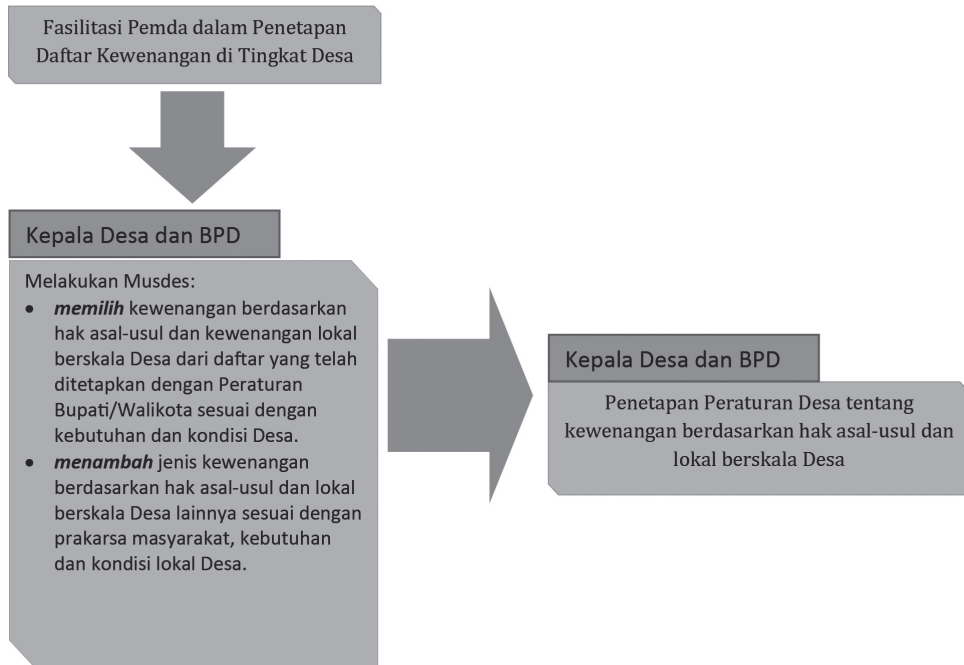 Fasilitasi Pemda dalam Penetapan
Daftar Kewenangan di Tingkat Desa
Kepala Desa dan BPD
Melakukan Musdes:
• memilih kewenangan berdasarkan
hak asal-usul dan kewenangan lokal
berskala Desa dari daftar yang telah
ditetapkan dengan Peraturan
Bupati/Walikota sesuai dengan
kebutuhan dan kondisi Desa.
• menambah jenis kewenangan
berdasarkan hak asal-usul dan lokal
berskala Desa lainnya sesuai dengan
prakarsa masyarakat, kebutuhan
dan kondisi lokal Desa.
Kepala Desa dan BPD
Penetapan Peraturan Desa tentang
kewenangan berdasarkan hak asal-usul dan
lokal berskala Desa